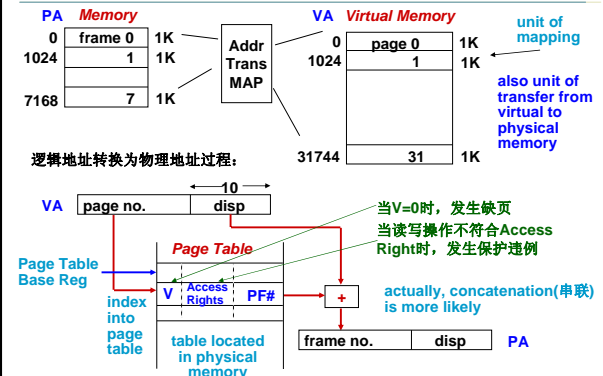 PA Memory
VA Virtual Memory
unit of
mapping
0 frame 0 1K
1024 1 1K
7168 7 1K
Addr
Trans
MAP
0 page 0 1K
1024 1 1K
31744 31 1K
also unit of
transfer from
virtual to
physical
memory
逻辑地址转换为物理地址过程：
10
VA page no. disp
当V=0时，发生缺页
当读写操作不符合Access
Right时，发生保护违例
Page Table
Page Table
Base Reg
V Access
Rights PF#
index
into
page
table
+
actually, concatenation(串联)
is more likely
table located
in physical
memory
frame no. disp PA